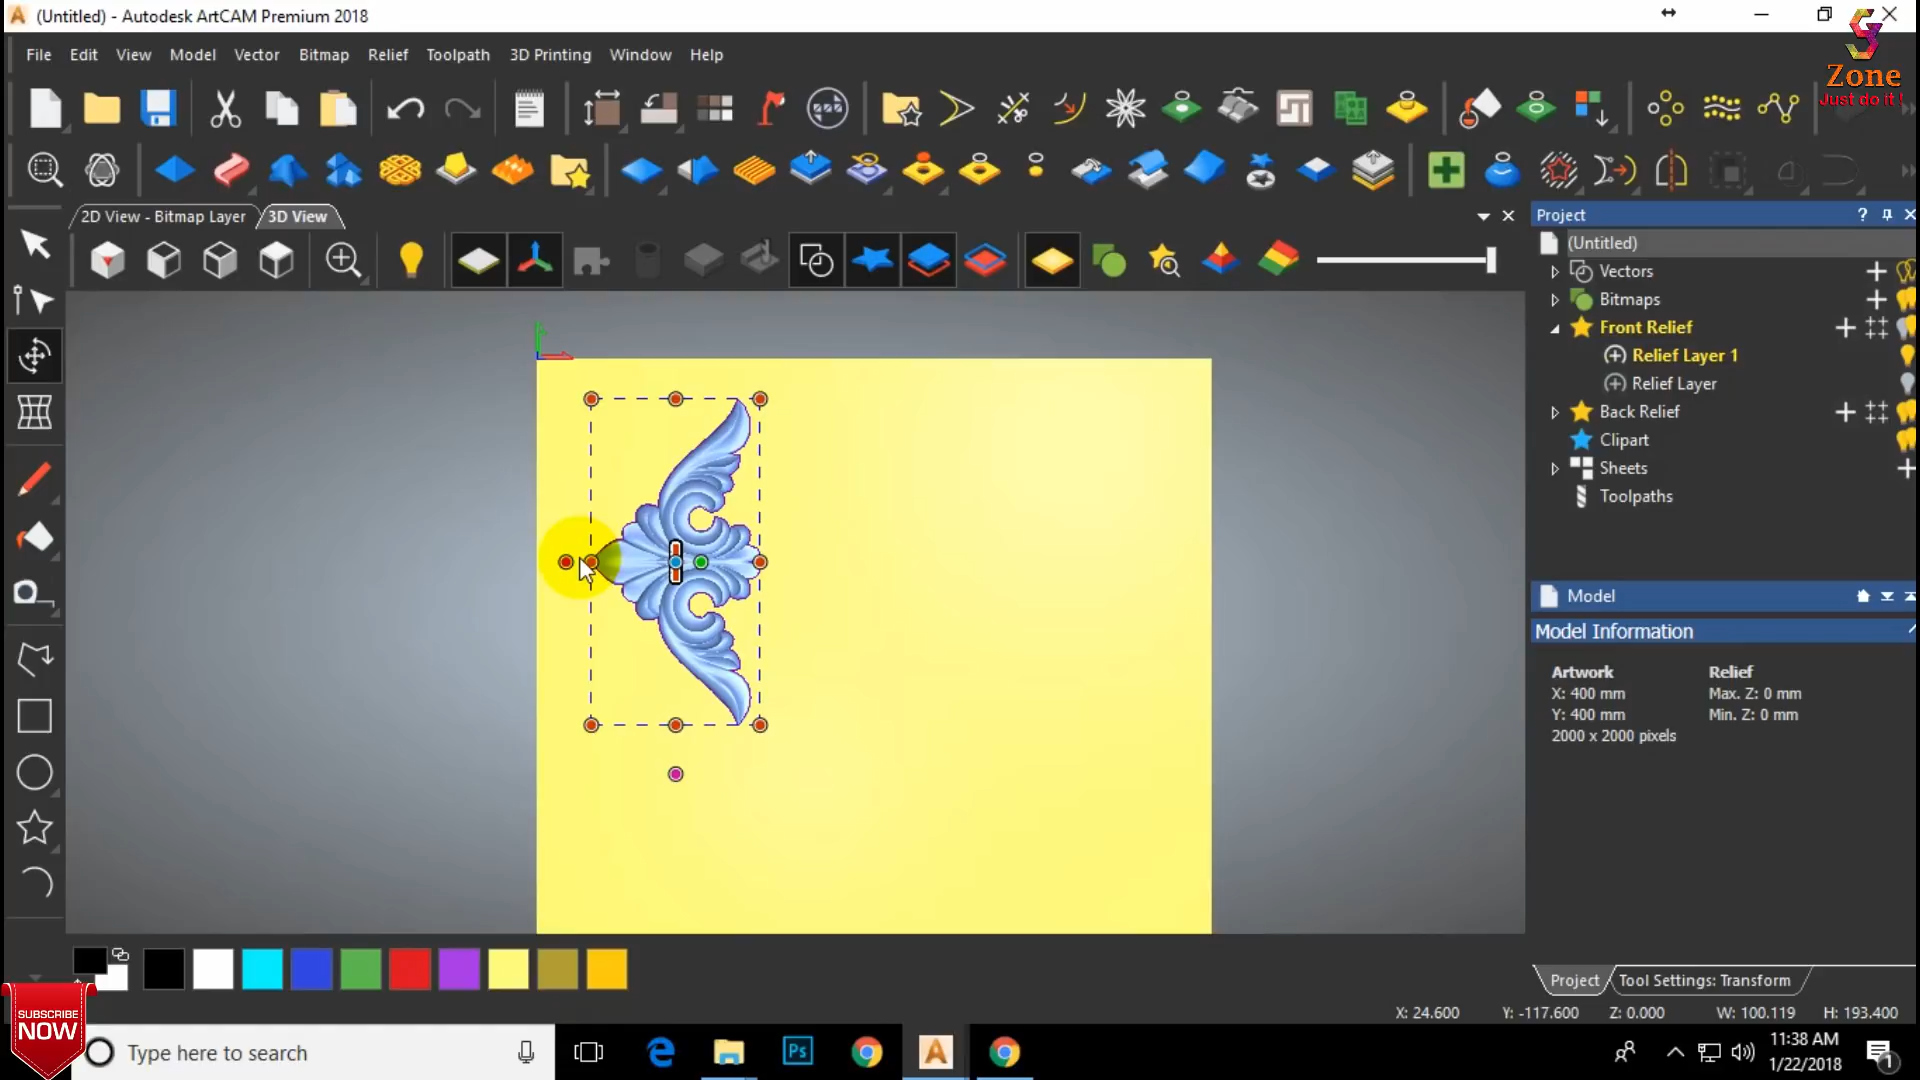 (Untitled) - Autodesk ArtCAM Premium 2018
Zone
Just do it !
File Edit View Model Vector Bitmap Relief Toolpath 3D Printing Window Help
2D View - Bitmap Layer 3D View
Project
(Untitled)
Vectors
Bitmaps
Front Relief
Relief Layer 1
Relief Layer
Back Relief
Clipart
Sheets
Toolpaths
Model
Model Information
Artwork Relief
X: 400 mm Max. Z: 0 mm
Y: 400 mm Min. Z: 0 mm
2000 x 2000 pixels
Project Tool Settings: Transform
X: 24.600 Y: -117.600 Z: 0.000 W: 100.119 H: 193.400
SUBSCRIBE
NOW
Type here to search
Ps
11:38 AM
1/22/2018
1